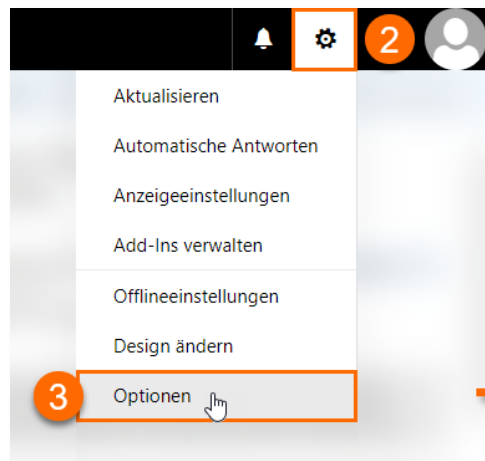 2
Aktualisieren
Automatische Antworten
Anzeigeeinstellungen
Add-Ins verwalten
Offlineeinstellungen
Design ändern
3
Optionen